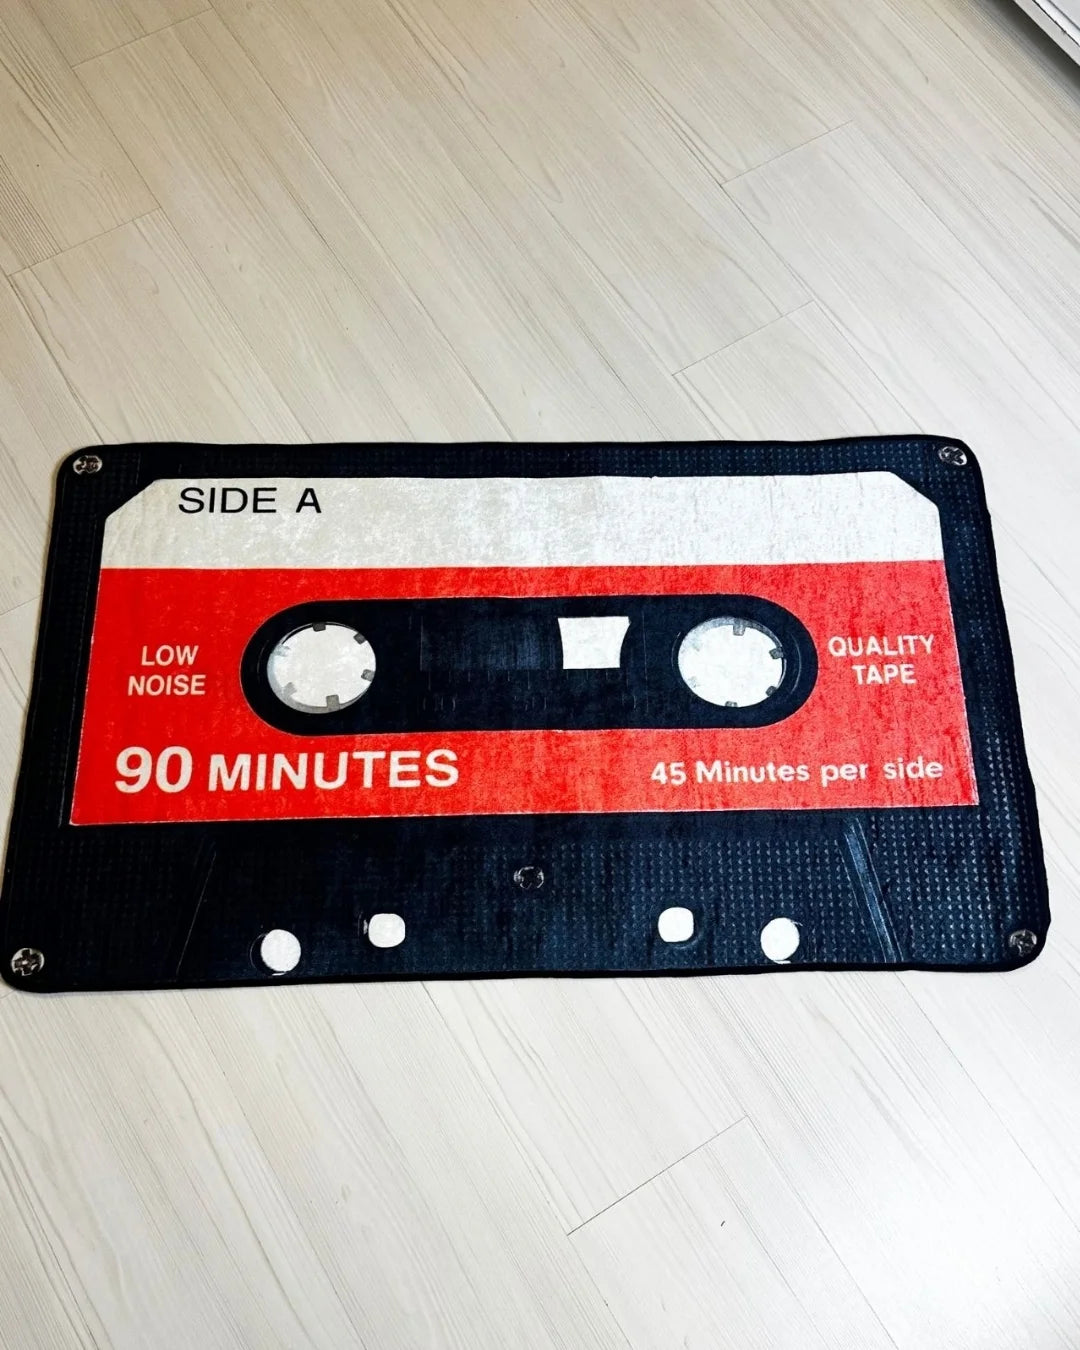 SIDE A
LOW
NOISE
QUALITY
TAPE
90 MINUTES
45 Minutes per side